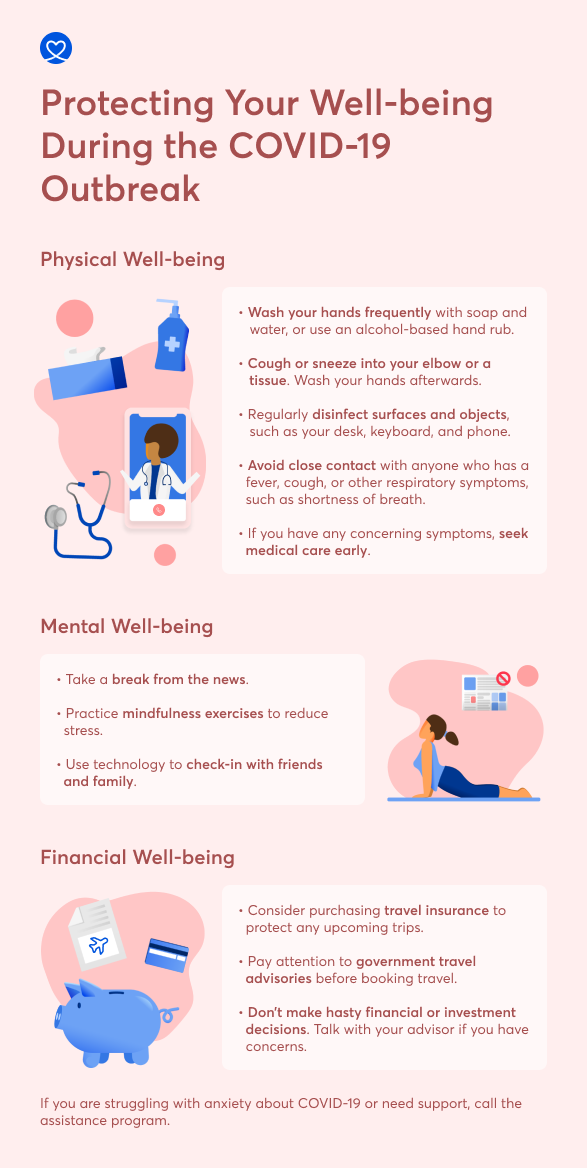 Protecting Your Well-being
During the COVID-19
Outbreak
Physical Well-being
• Wash your hands frequently with soap and
water, or use an alcohol-based hand rub.
• Cough or sneeze into your elbow or a
tissue. Wash your hands afterwards.
• Regularly disinfect surfaces and objects,
such as your desk, keyboard, and phone.
• Avoid close contact with anyone who has a
fever, cough, or other respiratory symptoms,
such as shortness of breath.
• If you have any concerning symptoms, seek
medical care early.
Mental Well-being
• Take a break from the news.
• Practice mindfulness exercises to reduce
stress.
• Use technology to check-in with friends
and family.
Financial Well-being
• Consider purchasing travel insurance to
protect any upcoming trips.
• Pay attention to government travel
advisories before booking travel.
• Don't make hasty financial or investment
decisions. Talk with your advisor if you have
concerns.
If you are struggling with anxiety about COVID-19 or need support, call the
assistance program.